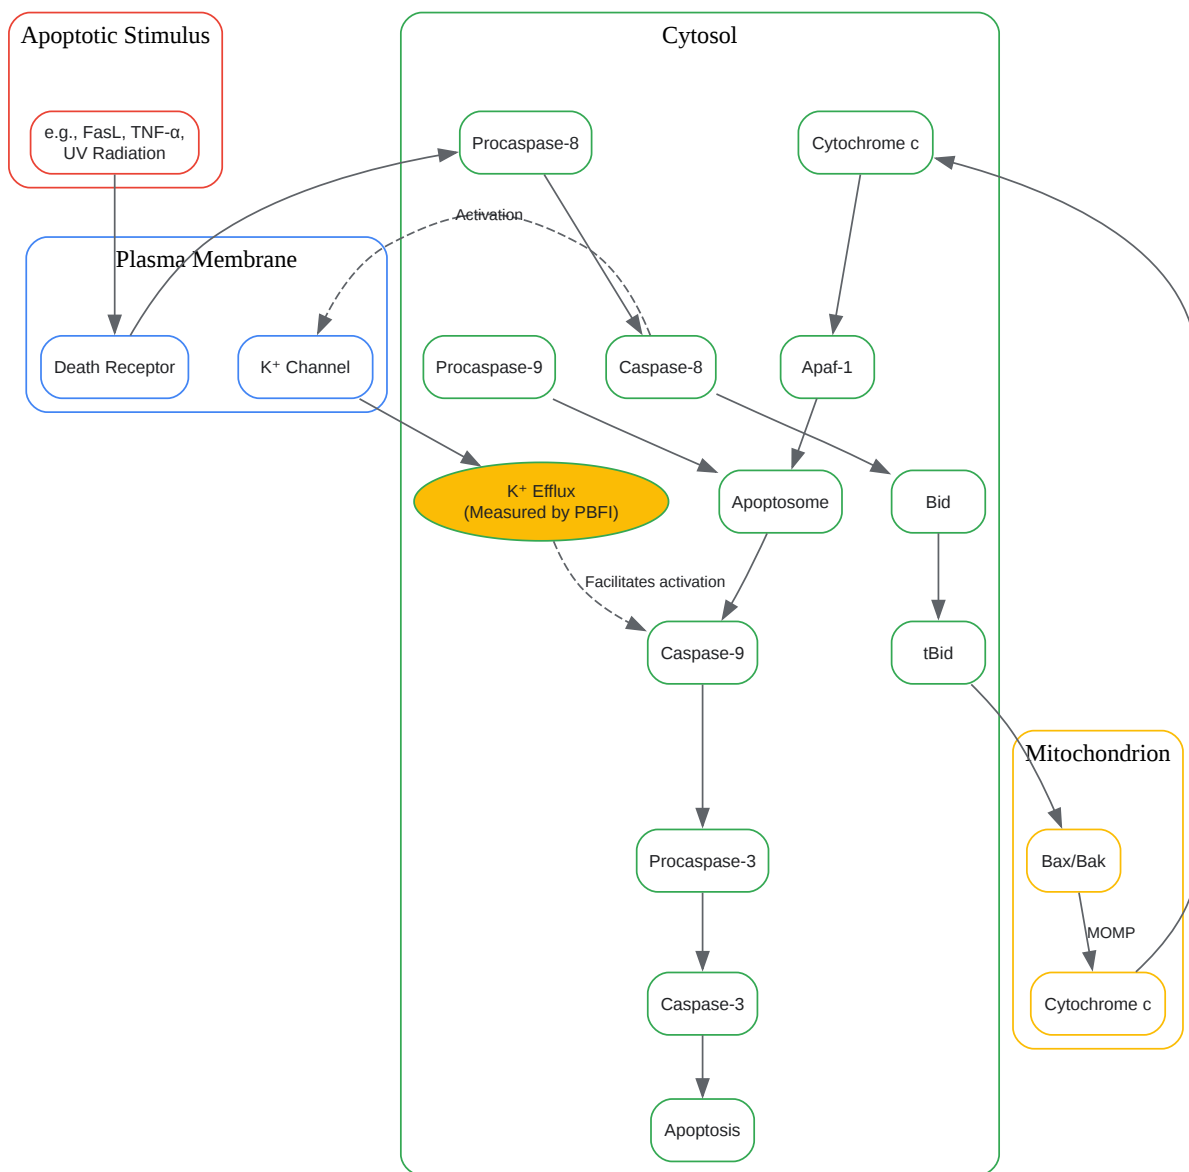 Apoptotic Stimulus
Cytosol
e.g., FasL, TNF-α,
UV Radiation
Procaspase-8
Cytochrome c
Activation
Plasma Membrane
Death Receptor
K⁺ Channel
Procaspase-9
Caspase-8
Apaf-1
K⁺ Efflux
(Measured by PBFI)
Apoptosome
Bid
Facilitates activation
Caspase-9
tBid
Mitochondrion
Procaspase-3
Bax/Bak
MOMP
Caspase-3
Cytochrome c
Apoptosis